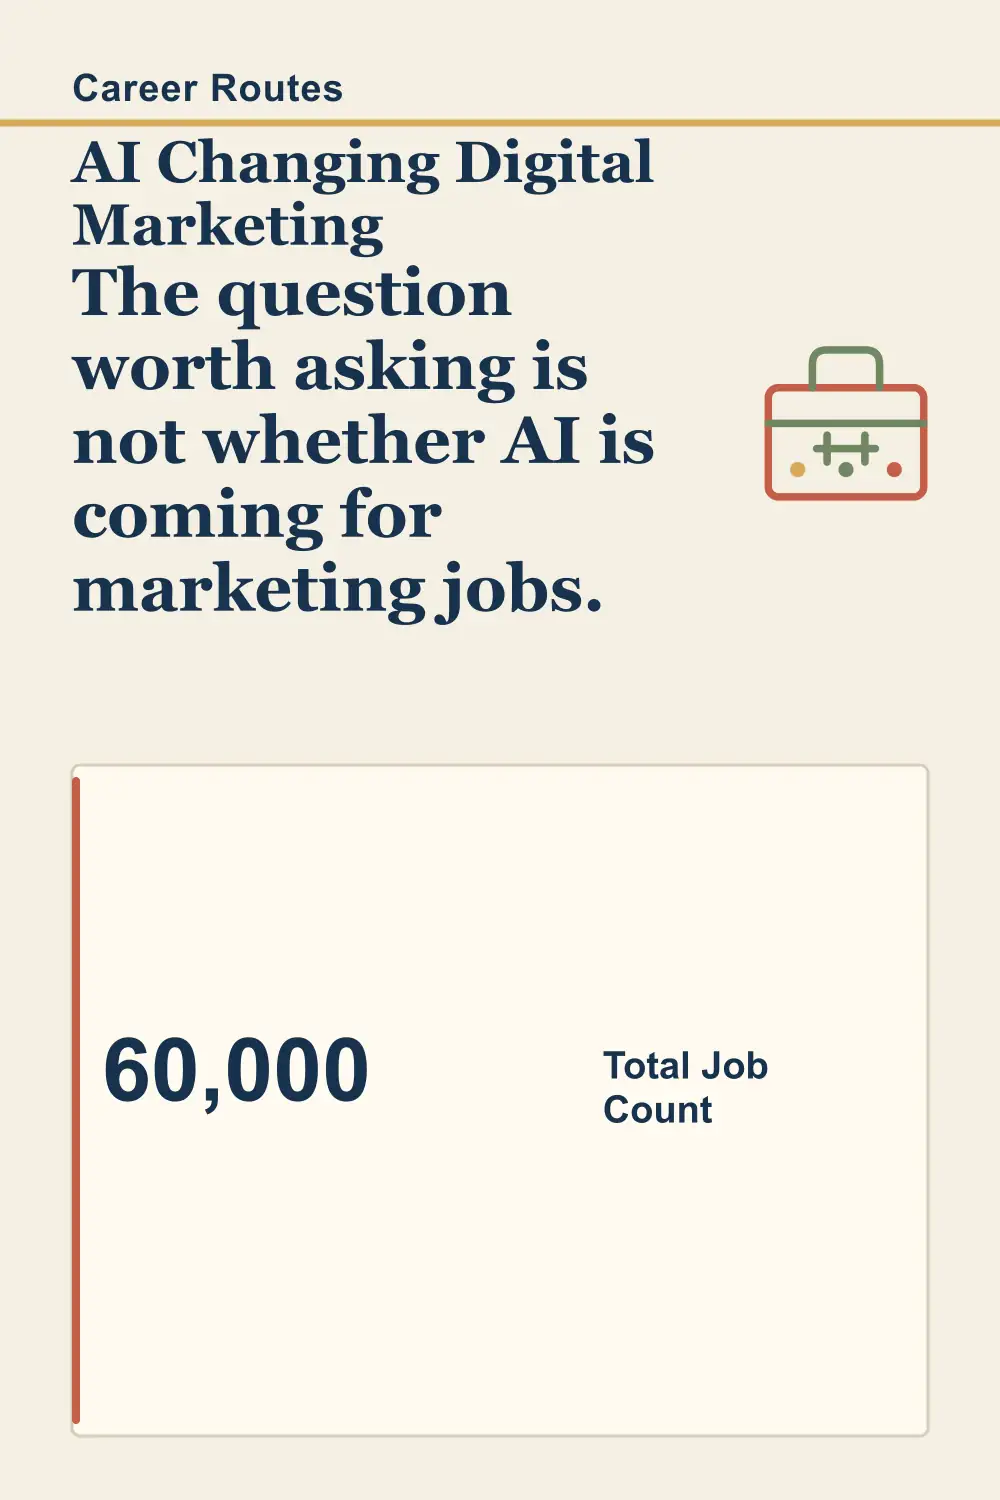 Career Routes
AI Changing Digital
Marketing
The question
worth asking is
not whether AI is
coming for
marketing jobs.
60,000
Total Job
Count